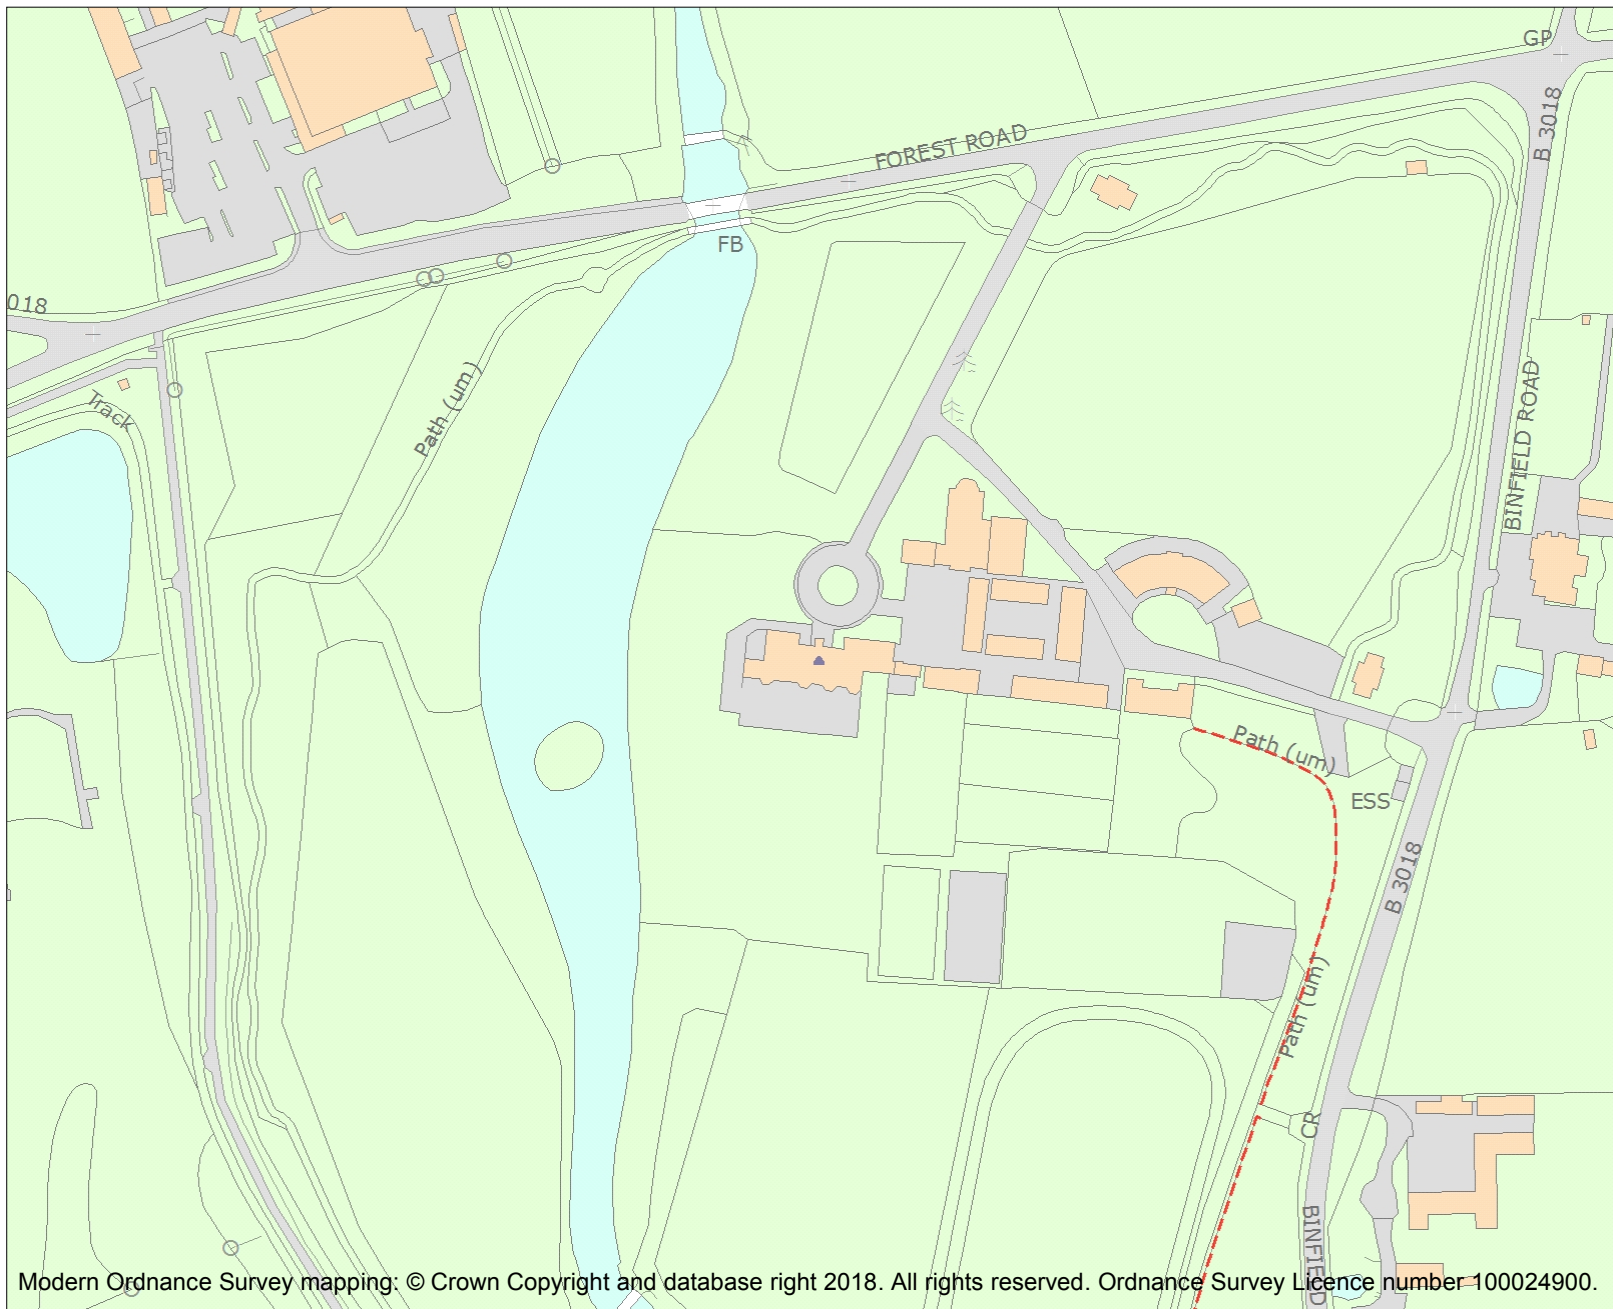 GP
B 3018
FOREST ROAD
FB
018
Path (um)
Track
BINFIELD ROAD
Path (um)
ESS
B 3018
Path (um)
CR
BINFIELD
Modern Ordnance Survey mapping: © Crown Copyright and database right 2018. All rights reserved. Ordnance Survey Licence number 100024900.